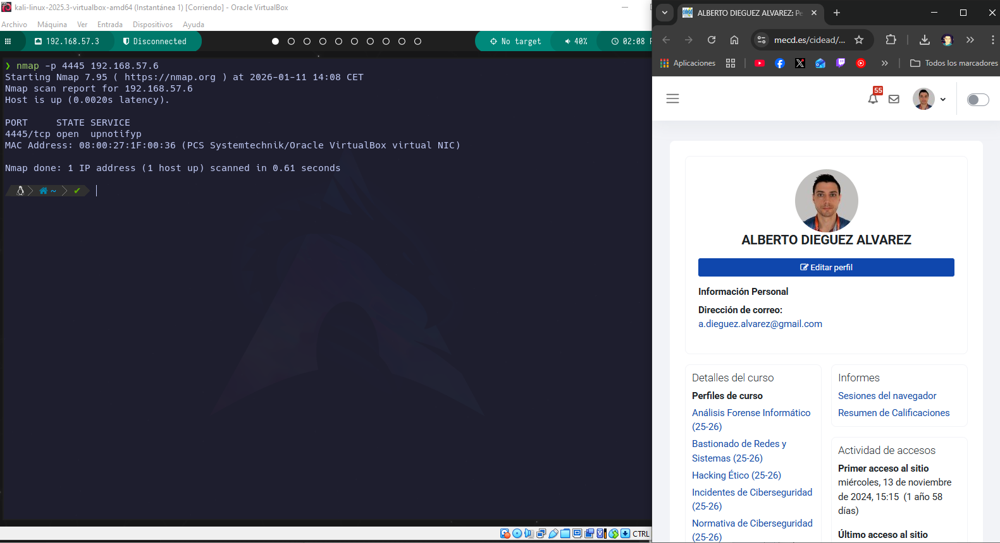 kali-linux-2025.3-virtualbox-amd64 (Instantánea 1) [Corriendo] - Oracle VirtualBox
Archivo Máquina Ver Entrada Dispositivos Ayuda
192.168.57.3 Disconnected No target 40% 02:08
❯ nmap -p 4445 192.168.57.6
Starting Nmap 7.95 ( https://nmap.org ) at 2026-01-11 14:08 CET
Nmap scan report for 192.168.57.6
Host is up (0.0020s latency).
PORT     STATE SERVICE
4445/tcp open  upnotifyp
MAC Address: 08:00:27:1F:00:36 (PCS Systemtechnik/Oracle VirtualBox virtual NIC)
Nmap done: 1 IP address (1 host up) scanned in 0.61 seconds
~ ✔
CTRL
ALBERTO DIEGUEZ ALVAREZ: Pe
mecd.es/cidead/...
Aplicaciones
Todos los marcadores
55
ALBERTO DIEGUEZ ALVAREZ
Editar perfil
Información Personal
Dirección de correo:
a.dieguez.alvarez@gmail.com
Detalles del curso
Perfiles de curso
Análisis Forense Informático
(25-26)
Bastionado de Redes y
Sistemas (25-26)
Hacking Ético (25-26)
Incidentes de Ciberseguridad
(25-26)
Normativa de Ciberseguridad
(25-26)
Informes
Sesiones del navegador
Resumen de Calificaciones
Actividad de accesos
Primer acceso al sitio
miércoles, 13 de noviembre
de 2024, 15:15 (1 año 58
días)
Último acceso al sitio